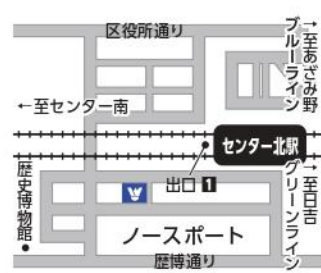 区役所通り
ブルーライン
→至あざみ野
←至センター南
センター北駅
出口1
歴史博物館
グリーンライン
→至日吉
ノースポート
歴博通り